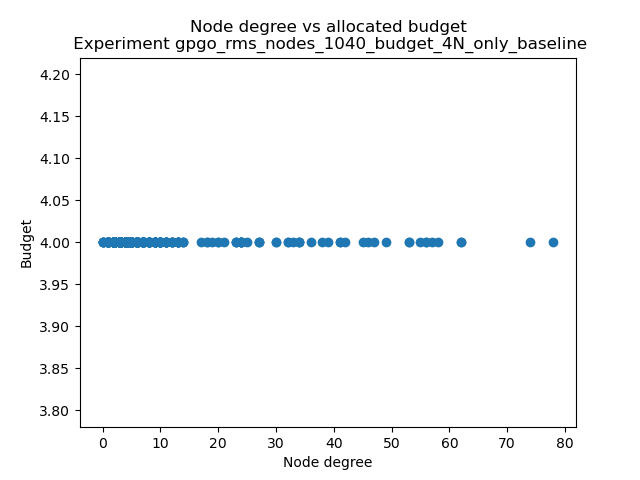 Node degree vs allocated budget
Experiment gpgo_rms_nodes_1040_budget_4N_only_baseline
4.20
4.15
4.10
4.05
4.00
3.95
3.90
3.85
3.80
Budget
0 10 20 30 40 50 60 70 80
Node degree